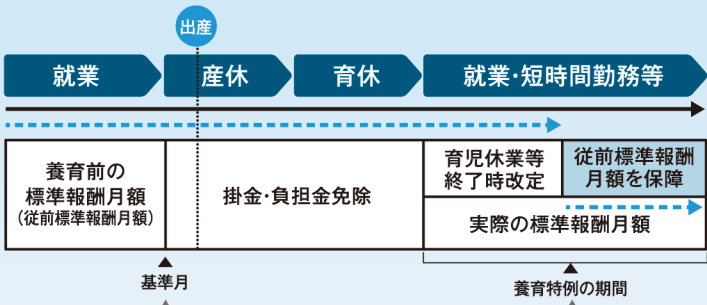 出産
就業
産休
育休
就業・短時間勤務等
養育前の
標準報酬月額
(従前標準報酬月額)
掛金・負担金免除
育児休業等
終了時改定
従前標準報酬
月額を保障
実際の標準報酬月額
基準月
養育特例の期間